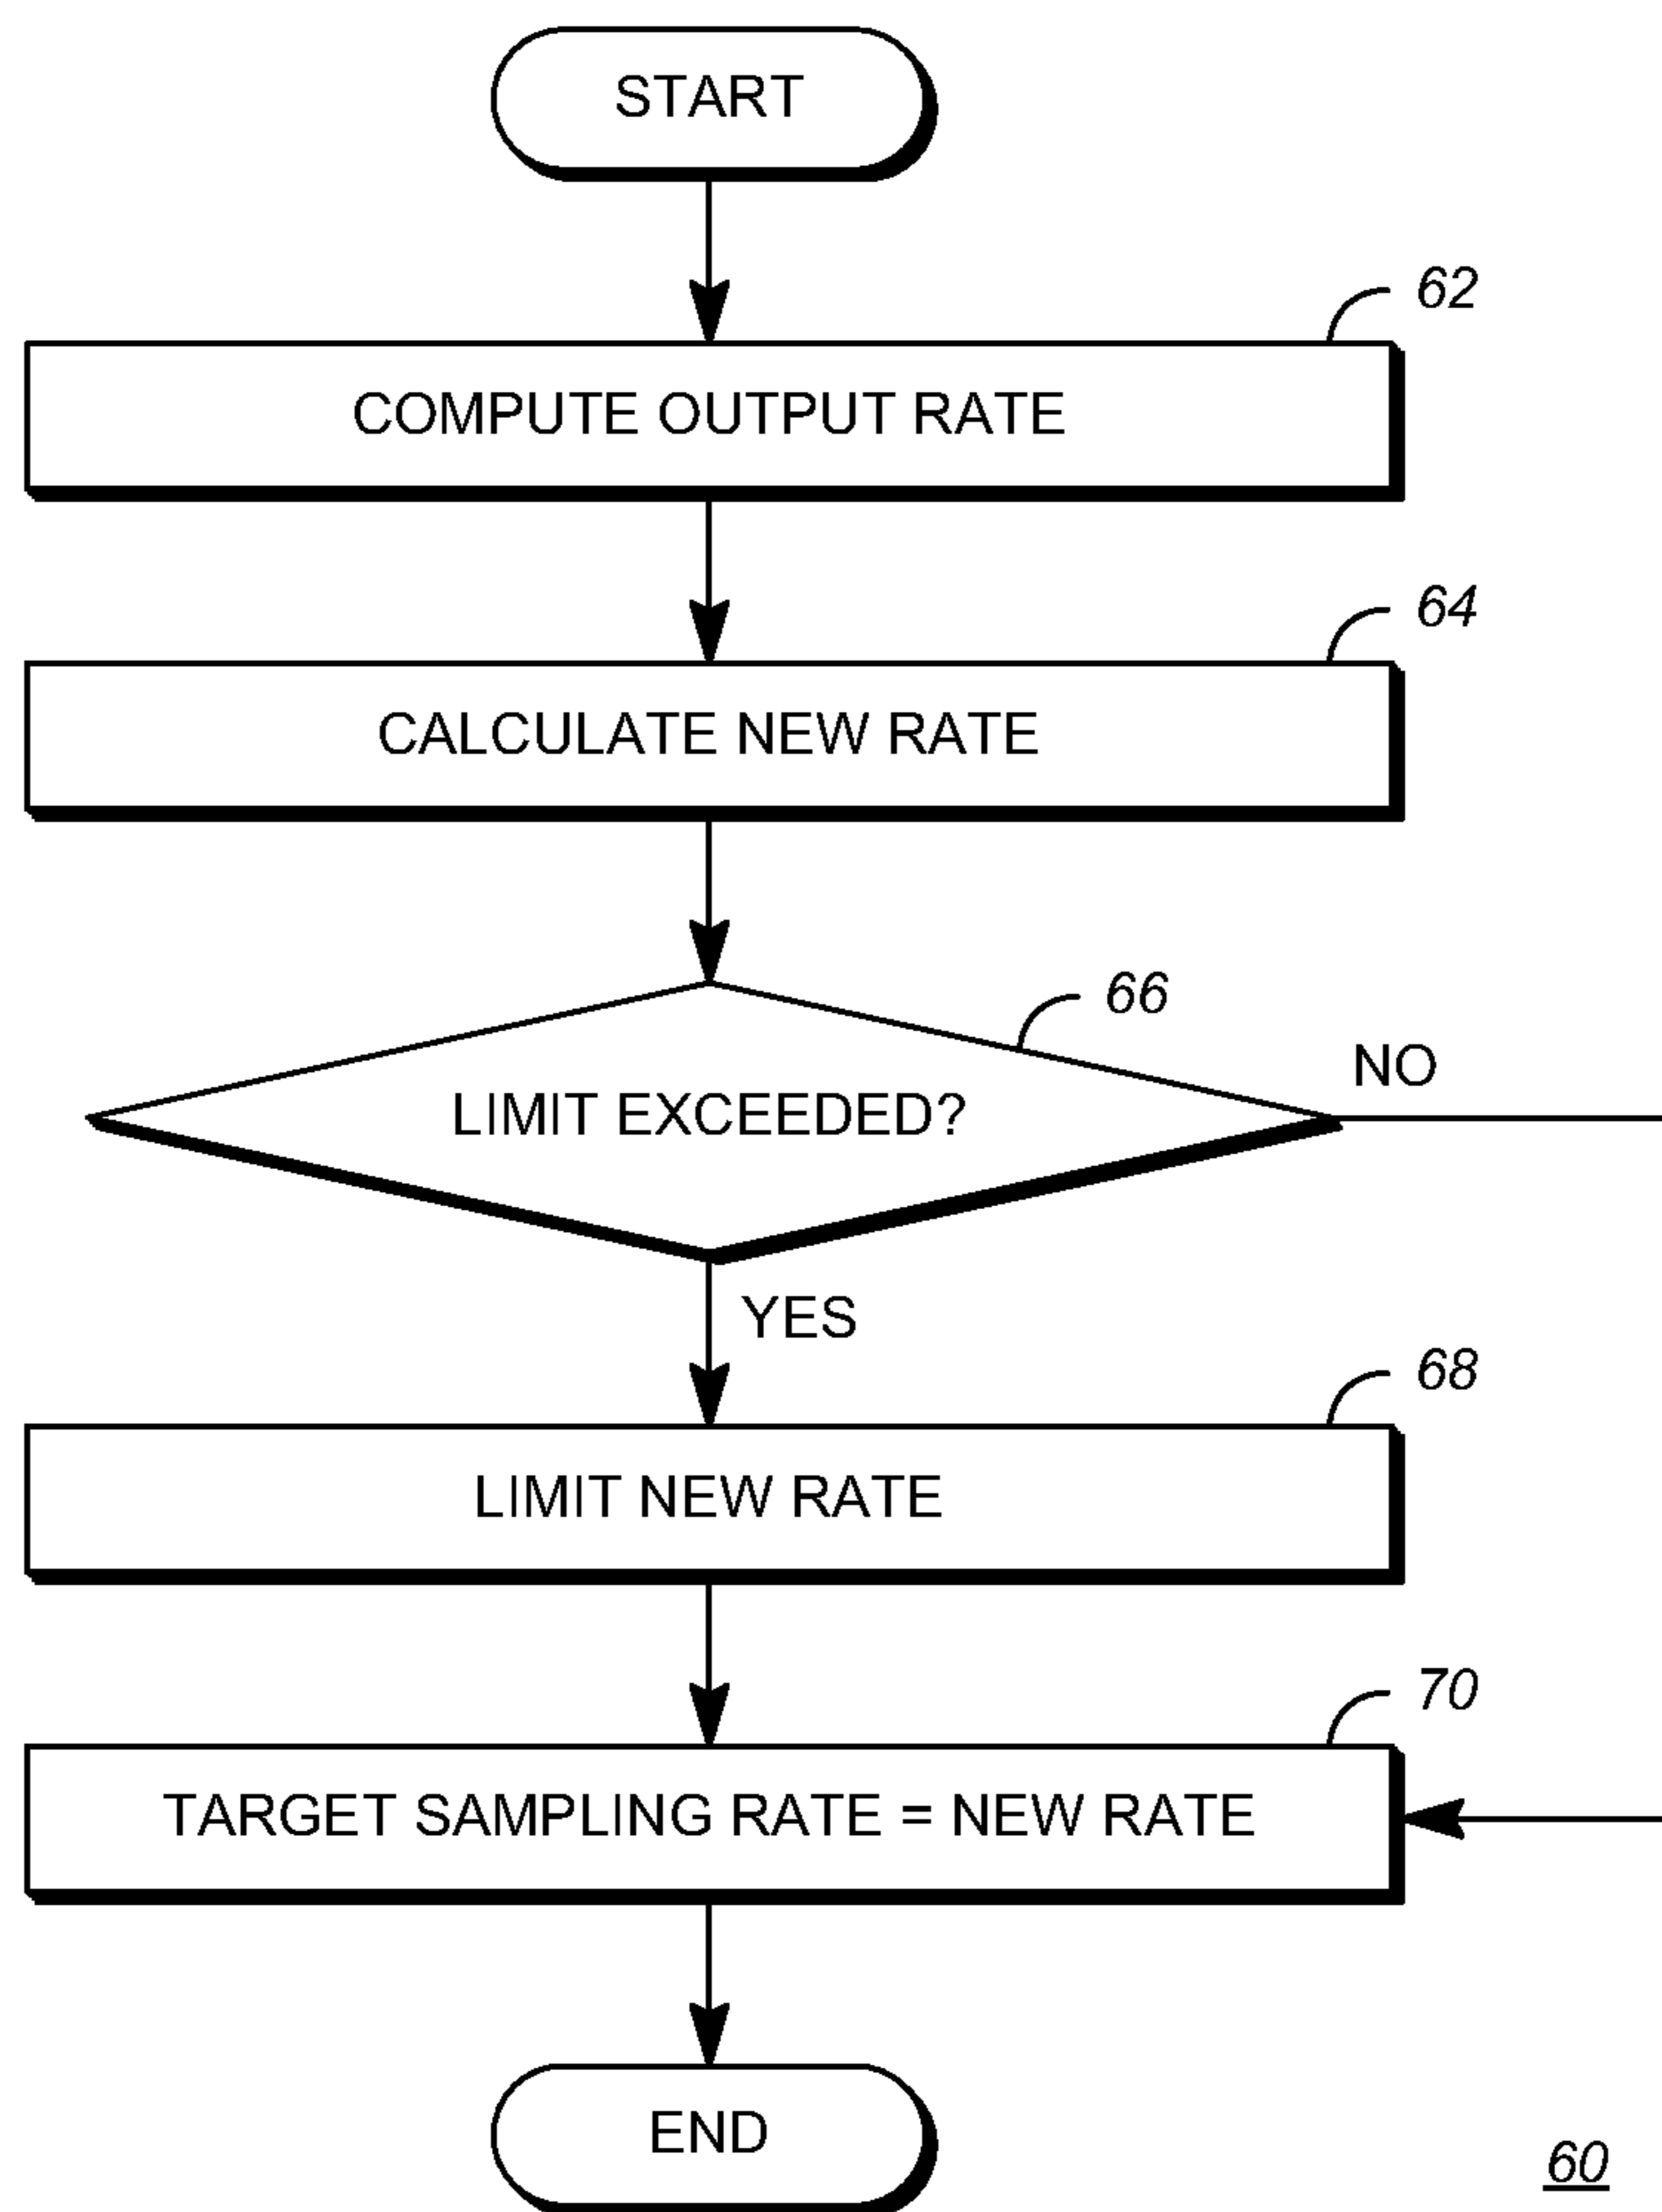 START
62
COMPUTE OUTPUT RATE
64
CALCULATE NEW RATE
66
NO
LIMIT EXCEEDED?
YES
68
LIMIT NEW RATE
70
TARGET SAMPLING RATE = NEW RATE
END
60